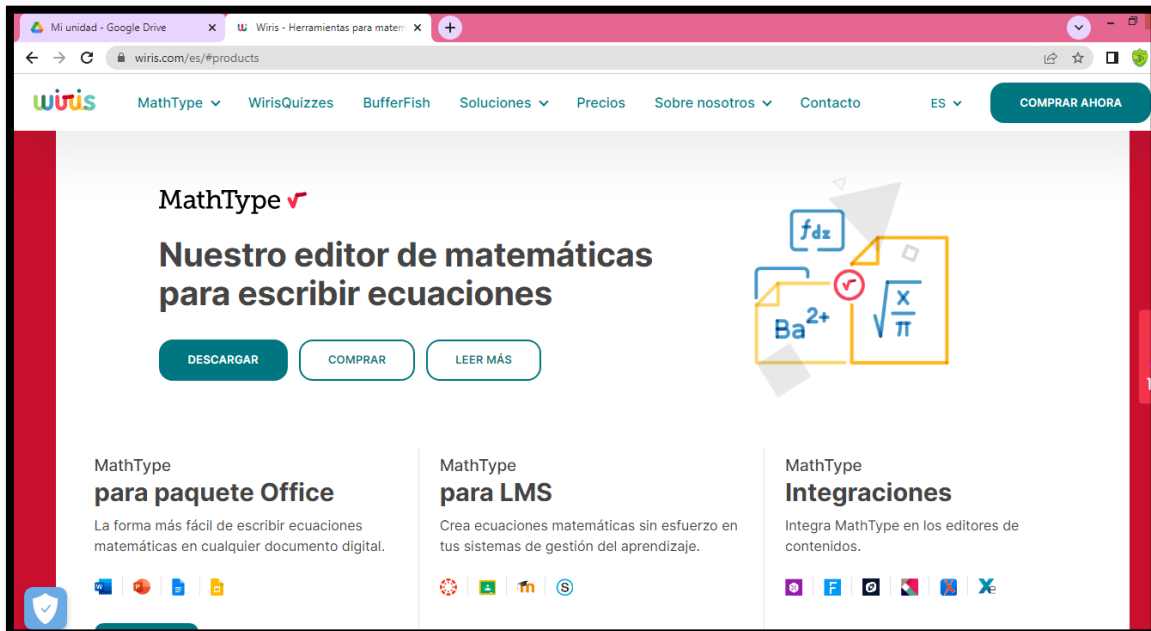 Mi unidad - Google Drive
Wiris - Herramientas para matem
wiris.com/es/#products
wiris
MathType
WirisQuizzes
BufferFish
Soluciones
Precios
Sobre nosotros
Contacto
ES
COMPRAR AHORA
MathType
Nuestro editor de matemáticas
para escribir ecuaciones
DESCARGAR
COMPRAR
LEER MÁS
fdz
Ba²⁺
√x/π
MathType
para paquete Office
La forma más fácil de escribir ecuaciones
matemáticas en cualquier documento digital.
MathType
para LMS
Crea ecuaciones matemáticas sin esfuerzo en
tus sistemas de gestión del aprendizaje.
MathType
Integraciones
Integra MathType en los editores de
contenidos.